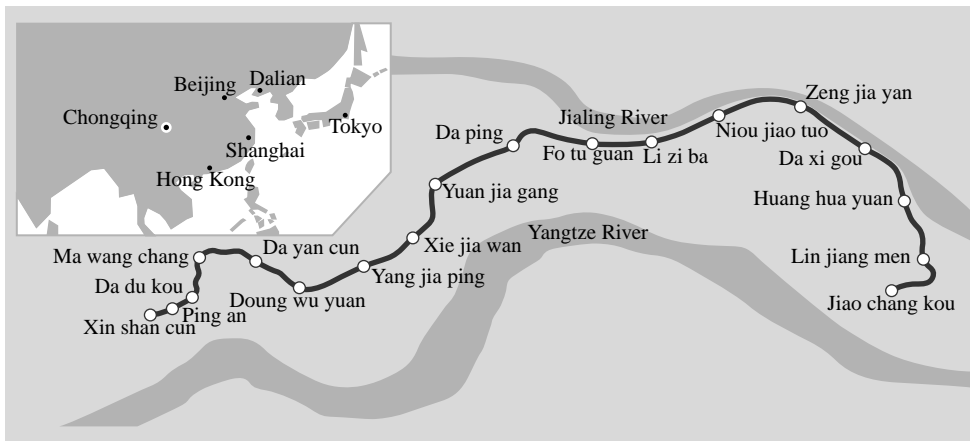 Beijing
Dalian
Chongqing
Tokyo
Shanghai
Hong Kong
Zeng jia yan
Jialing River
Niou jiao tuo
Da ping
Fo tu guan
Li zi ba
Da xi gou
Yuan jia gang
Huang hua yuan
Xie jia wan
Yangtze River
Ma wang chang
Da yan cun
Lin jiang men
Yang jia ping
Da du kou
Doung wu yuan
Jiao chang kou
Ping an
Xin shan cun